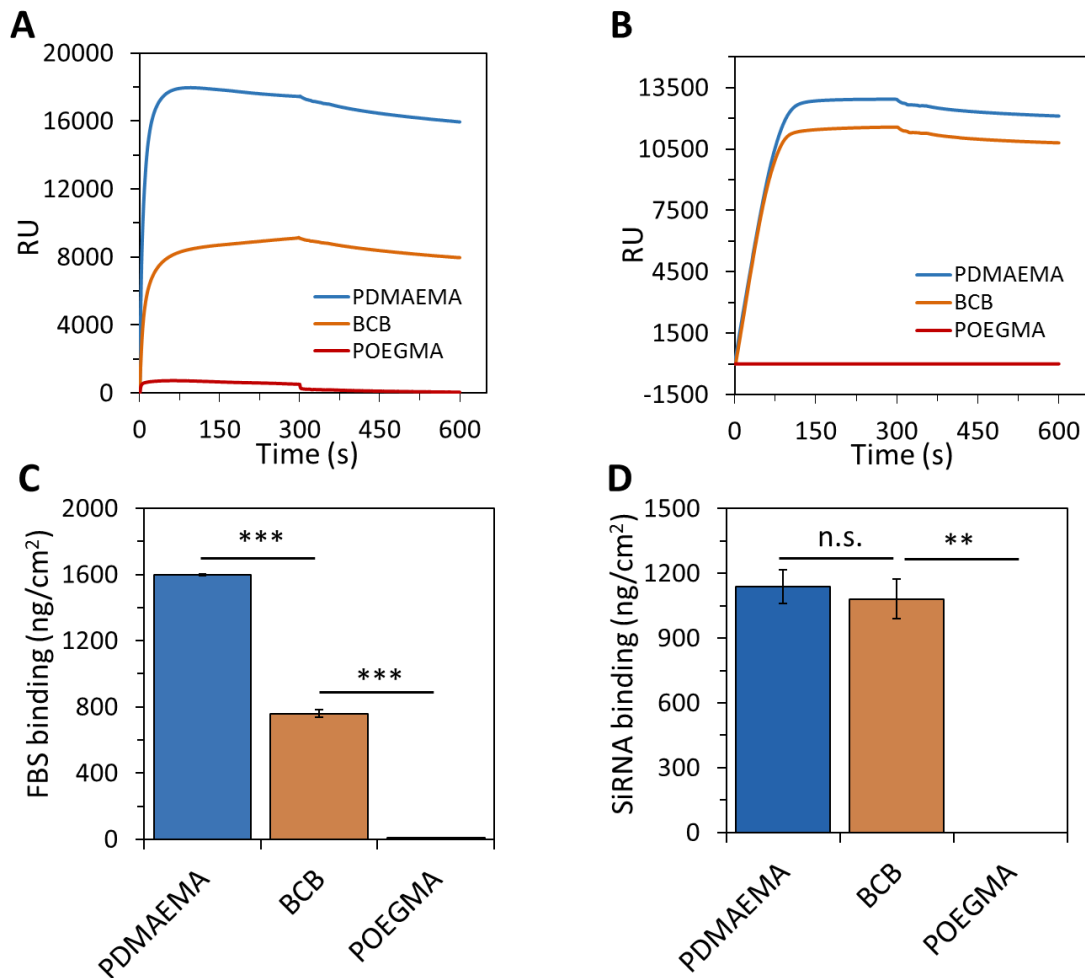 A
20000
16000
12000
8000
4000
0
RU
PDMAEMA
BCB
POEGMA
0 150 300 450 600
Time (s)
B
13500
10500
7500
4500
1500
-1500
RU
PDMAEMA
BCB
POEGMA
0 150 300 450 600
Time (s)
C
2000
1600
1200
800
400
0
FBS binding (ng/cm²)
***
***
PDMAEMA
BCB
POEGMA
D
1500
1200
900
600
300
0
SiRNA binding (ng/cm²)
n.s.
**
PDMAEMA
BCB
POEGMA